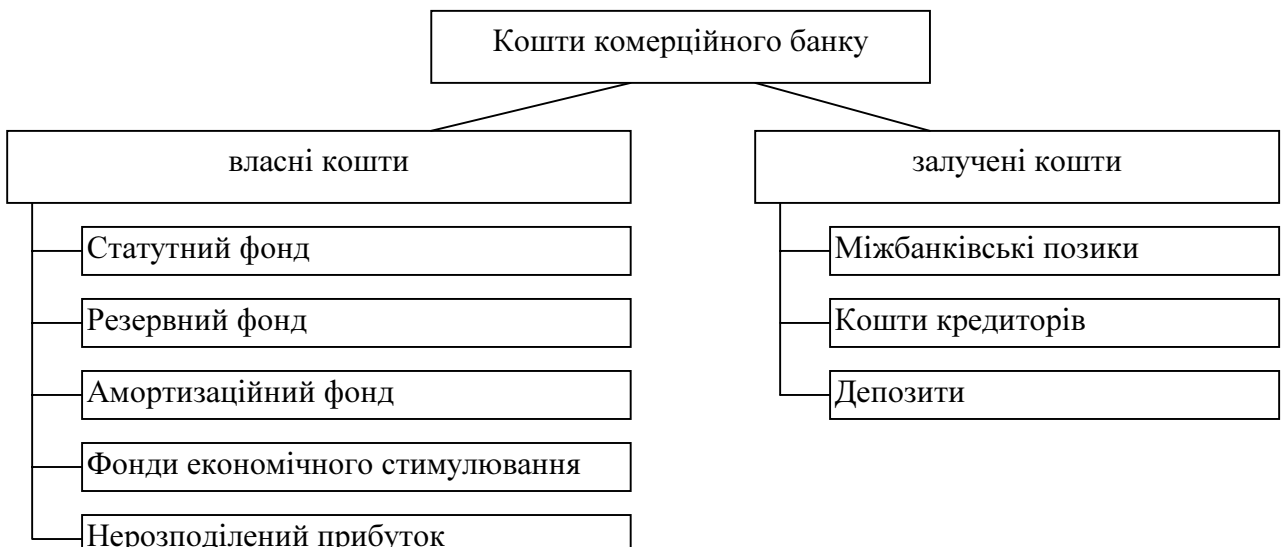 Кошти комерційного банку
власні кошти
залучені кошти
Статутний фонд
Резервний фонд
Амортизаційний фонд
Фонди економічного стимулювання
Нерозподілений прибуток
Міжбанківські позики
Кошти кредиторів
Депозити